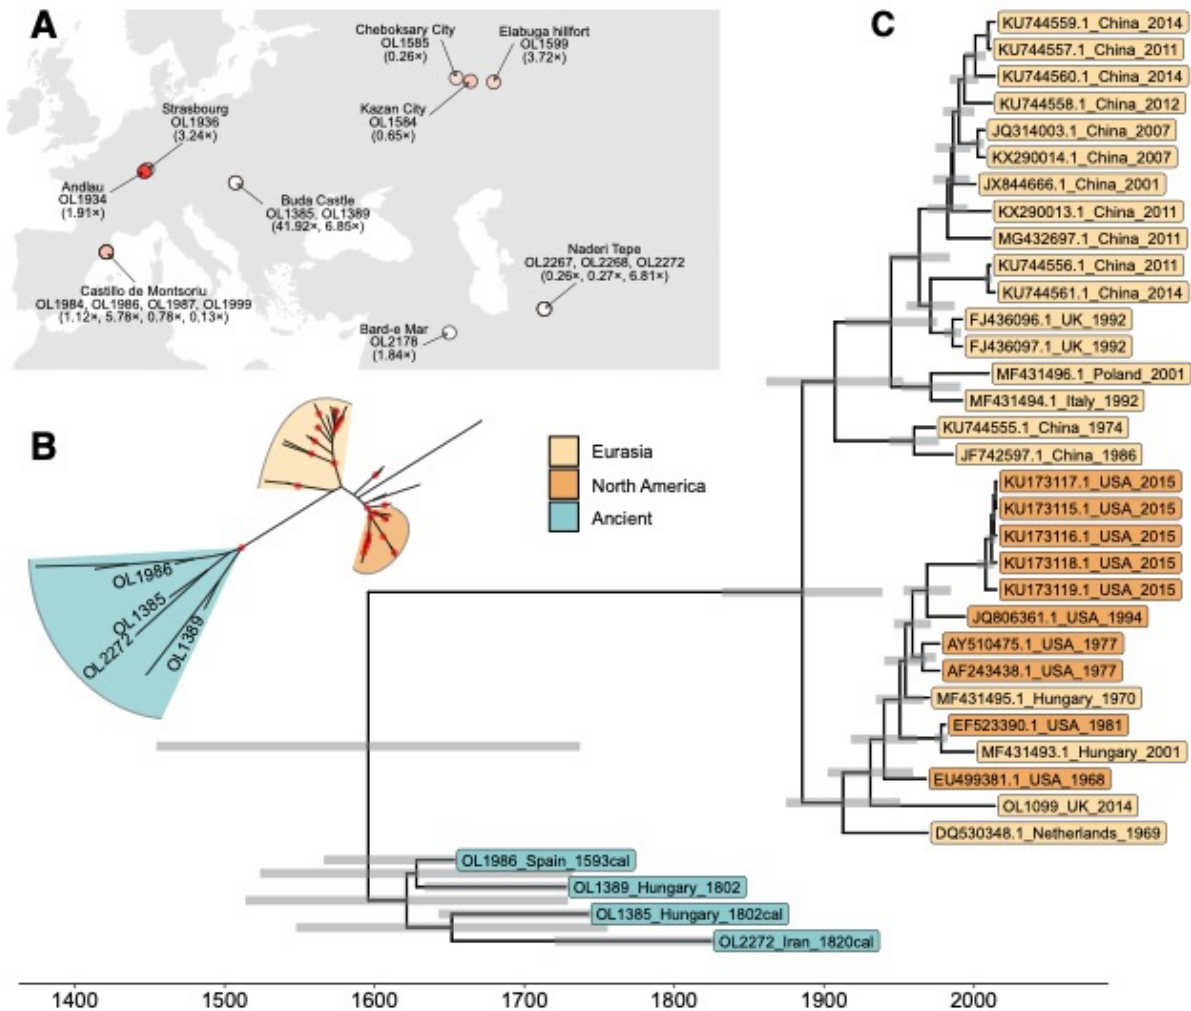 A
Cheboksary City
OL1585
(0.26×)
Elabuga hillfort
OL1599
(3.72×)
Kazan City
OL1584
(0.65×)
Strasbourg
OL1936
(3.24×)
Andlau
OL1934
(1.91×)
Buda Castle
OL1385, OL1389
(41.92×, 6.85×)
Naderi Tepe
OL2267, OL2268, OL2272
(0.26×, 0.27×, 6.81×)
Castillo de Montsoriu
OL1984, OL1986, OL1987, OL1999
(1.12×, 5.78×, 0.78×, 0.13×)
Bard-e Mar
OL2178
(1.84×)
B
OL1986
OL1385
OL2272
OL1389
Eurasia
North America
Ancient
C
KU744559.1_China_2014
KU744557.1_China_2011
KU744560.1_China_2014
KU744558.1_China_2012
JQ314003.1_China_2007
KX290014.1_China_2007
JX844666.1_China_2001
KX290013.1_China_2011
MG432697.1_China_2011
KU744556.1_China_2011
KU744561.1_China_2014
FJ436096.1_UK_1992
FJ436097.1_UK_1992
MF431496.1_Poland_2001
MF431494.1_Italy_1992
KU744555.1_China_1974
JF742597.1_China_1986
KU173117.1_USA_2015
KU173115.1_USA_2015
KU173116.1_USA_2015
KU173118.1_USA_2015
KU173119.1_USA_2015
JQ806361.1_USA_1994
AY510475.1_USA_1977
AF243438.1_USA_1977
MF431495.1_Hungary_1970
EF523390.1_USA_1981
MF431493.1_Hungary_2001
EU499381.1_USA_1968
OL1099_UK_2014
DQ530348.1_Netherlands_1969
OL1986_Spain_1593cal
OL1389_Hungary_1802
OL1385_Hungary_1802cal
OL2272_Iran_1820cal
1400 1500 1600 1700 1800 1900 2000